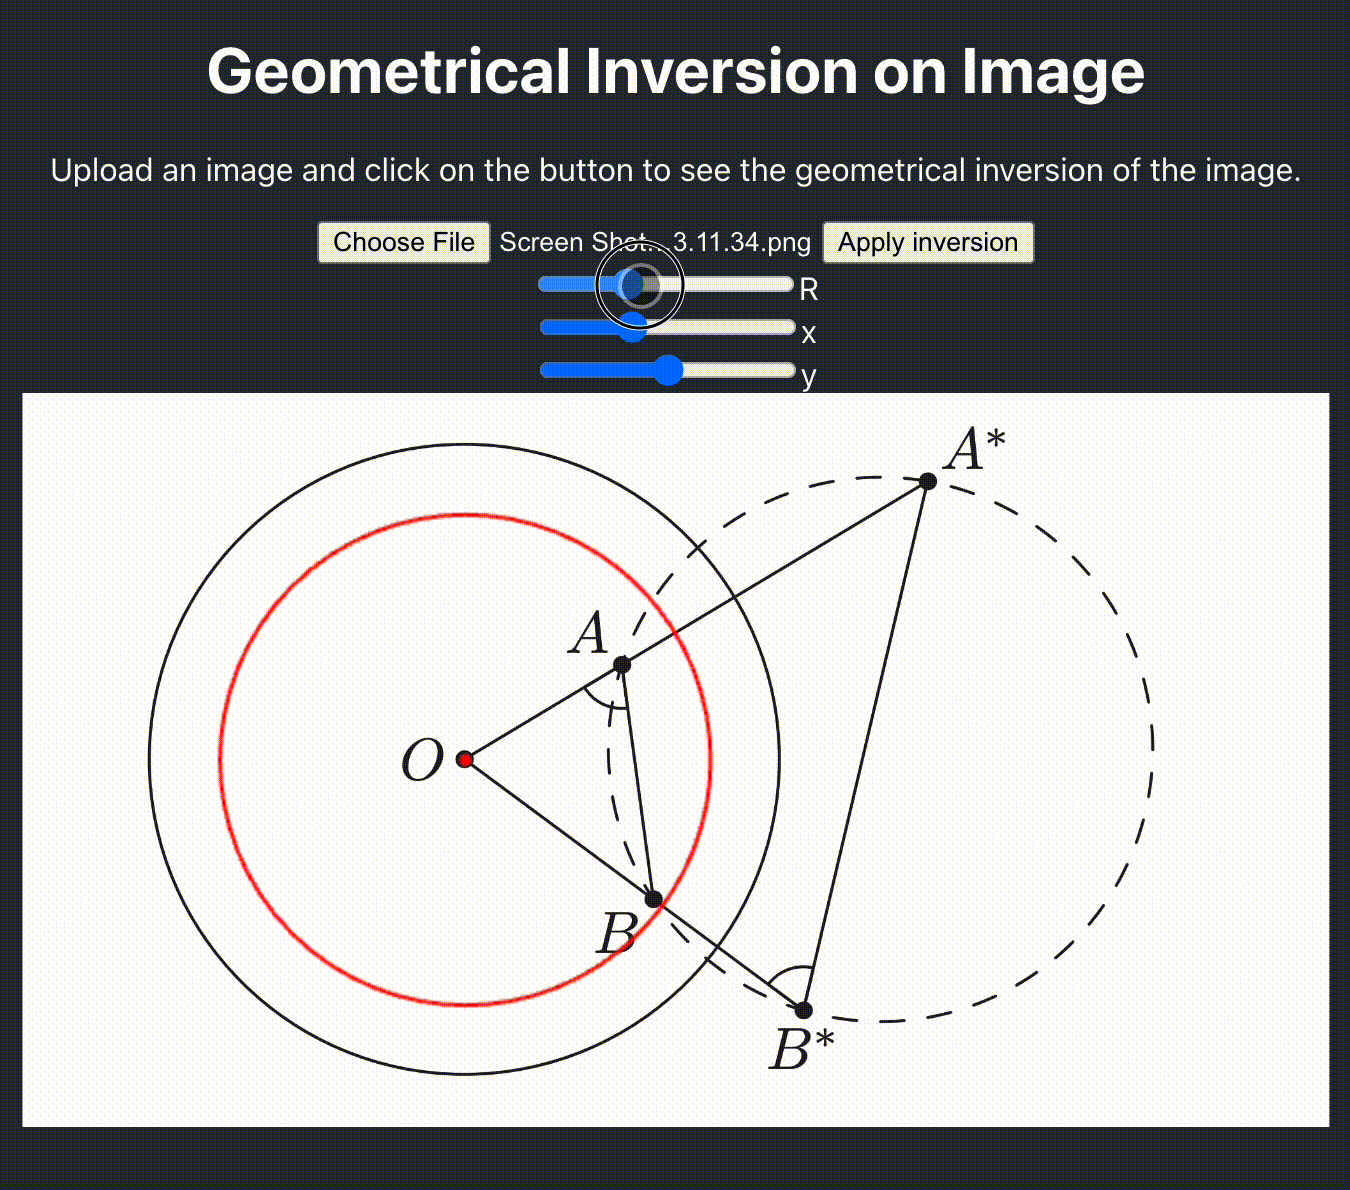 Geometrical Inversion on Image
Upload an image and click on the button to see the geometrical inversion of the image.
Choose File Screen Shot...3.11.34.png Apply inversion
R
x
y
A*
A
O
B
B*